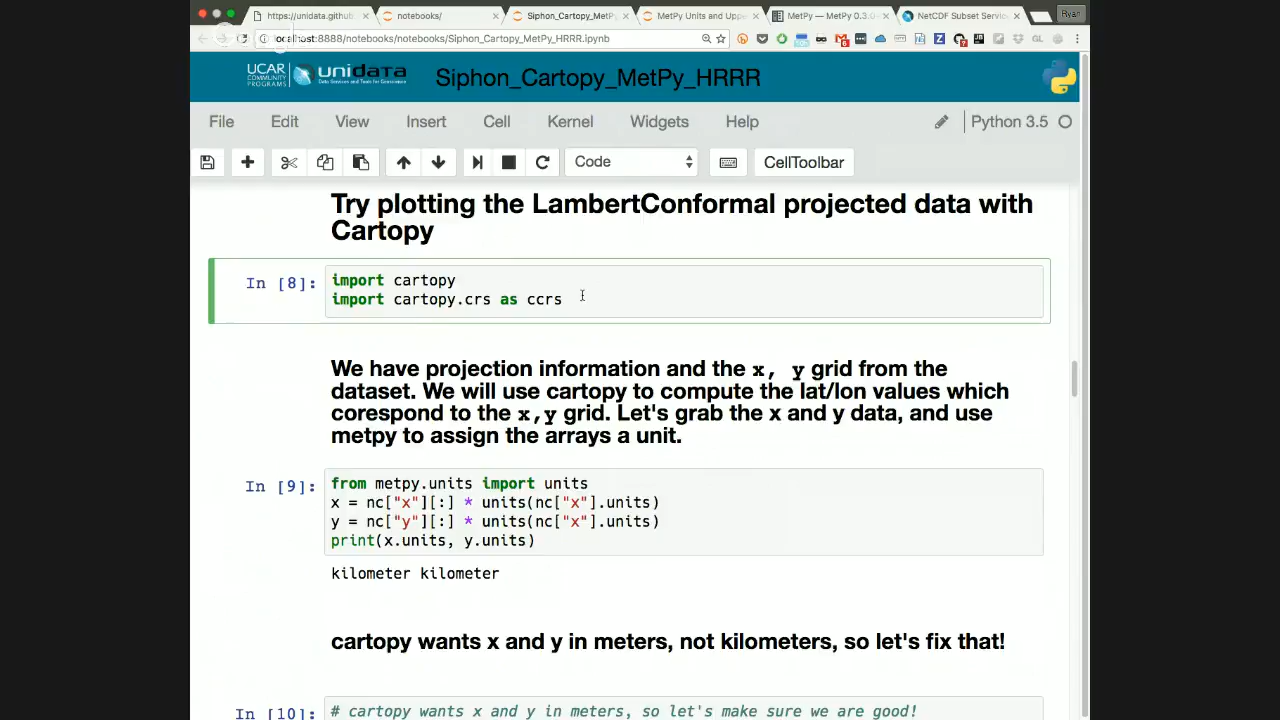 https://unidata.github
notebooks/
Siphon_Cartopy_MetPy
MetPy Units and Uppe
MetPy — MetPy 0.3.0
NetCDF Subset Servic
Ryan
localhost:8888/notebooks/notebooks/Siphon_Cartopy_MetPy_HRRR.ipynb
UCAR
COMMUNITY
PROGRAMS
unidata
Data Services and Tools for Geoscience
Siphon_Cartopy_MetPy_HRRR
File Edit View Insert Cell Kernel Widgets Help Python 3.5
Code CellToolbar
Try plotting the LambertConformal projected data with
Cartopy
In [8]:
import cartopy
import cartopy.crs as ccrs
We have projection information and the x, y grid from the
dataset. We will use cartopy to compute the lat/lon values which
corespond to the x,y grid. Let's grab the x and y data, and use
metpy to assign the arrays a unit.
In [9]:
from metpy.units import units
x = nc["x"][:] * units(nc["x"].units)
y = nc["y"][:] * units(nc["x"].units)
print(x.units, y.units)
kilometer kilometer
cartopy wants x and y in meters, not kilometers, so let's fix that!
In [10]:
# cartopy wants x and y in meters, so let's make sure we are good!